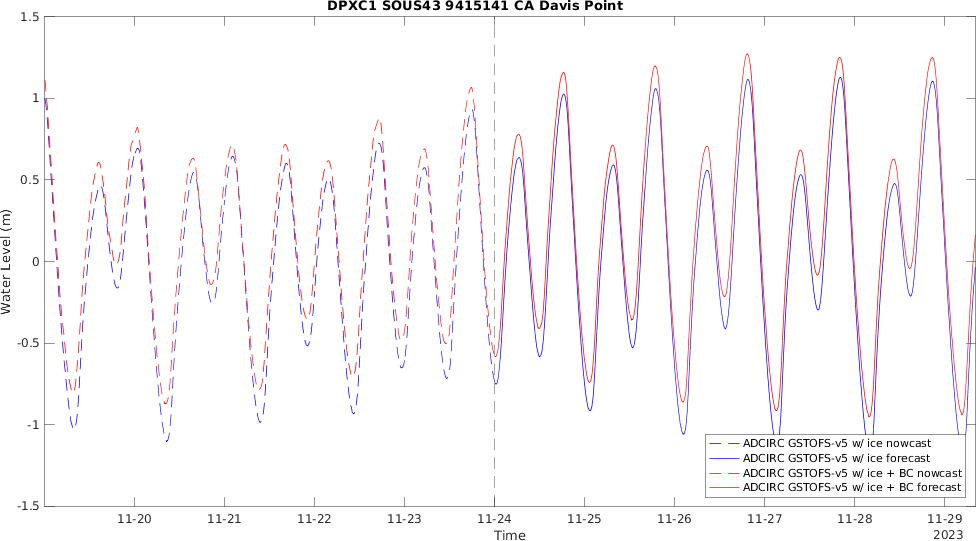 DPXC1 SOUS43 9415141 CA Davis Point
1.5
1
0.5
0
-0.5
-1
-1.5
Water Level (m)
11-20 11-21 11-22 11-23 11-24 11-25 11-26 11-27 11-28 11-29
Time
2023
ADCIRC GSTOFS-v5 w/ ice nowcast
ADCIRC GSTOFS-v5 w/ ice forecast
ADCIRC GSTOFS-v5 w/ ice + BC nowcast
ADCIRC GSTOFS-v5 w/ ice + BC forecast